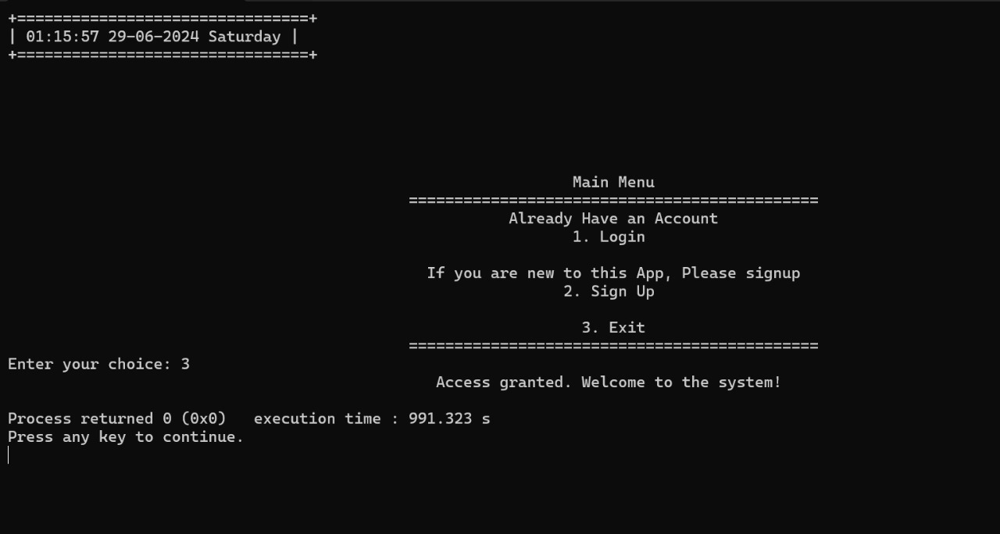 +================================+
| 01:15:57 29-06-2024 Saturday |
+================================+
Main Menu
=============================================
Already Have an Account
1. Login
If you are new to this App, Please signup
2. Sign Up
3. Exit
=============================================
Enter your choice: 3
Access granted. Welcome to the system!
Process returned 0 (0x0)   execution time : 991.323 s
Press any key to continue.